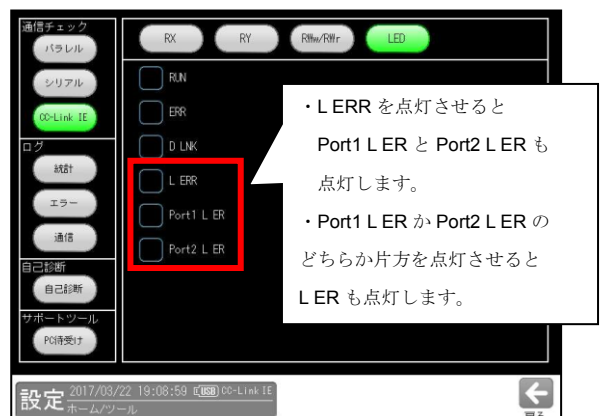 通信チェック
パラレル
シリアル
CC-Link IE
ログ
統計
エラー
通信
自己診断
自己診断
サポートツール
PC待受け
RX
RY
RWw/RWr
LED
RUN
ERR
D LNK
L ERR
Port1 L ER
Port2 L ER
・L ERR を点灯させると
Port1 L ER と Port2 L ER も
点灯します。
・Port1 L ER か Port2 L ER の
どちらか片方を点灯させると
L ER も点灯します。
設定
2017/03/22 19:08:59 USB CC-Link IE
ホーム/ツール
戻る